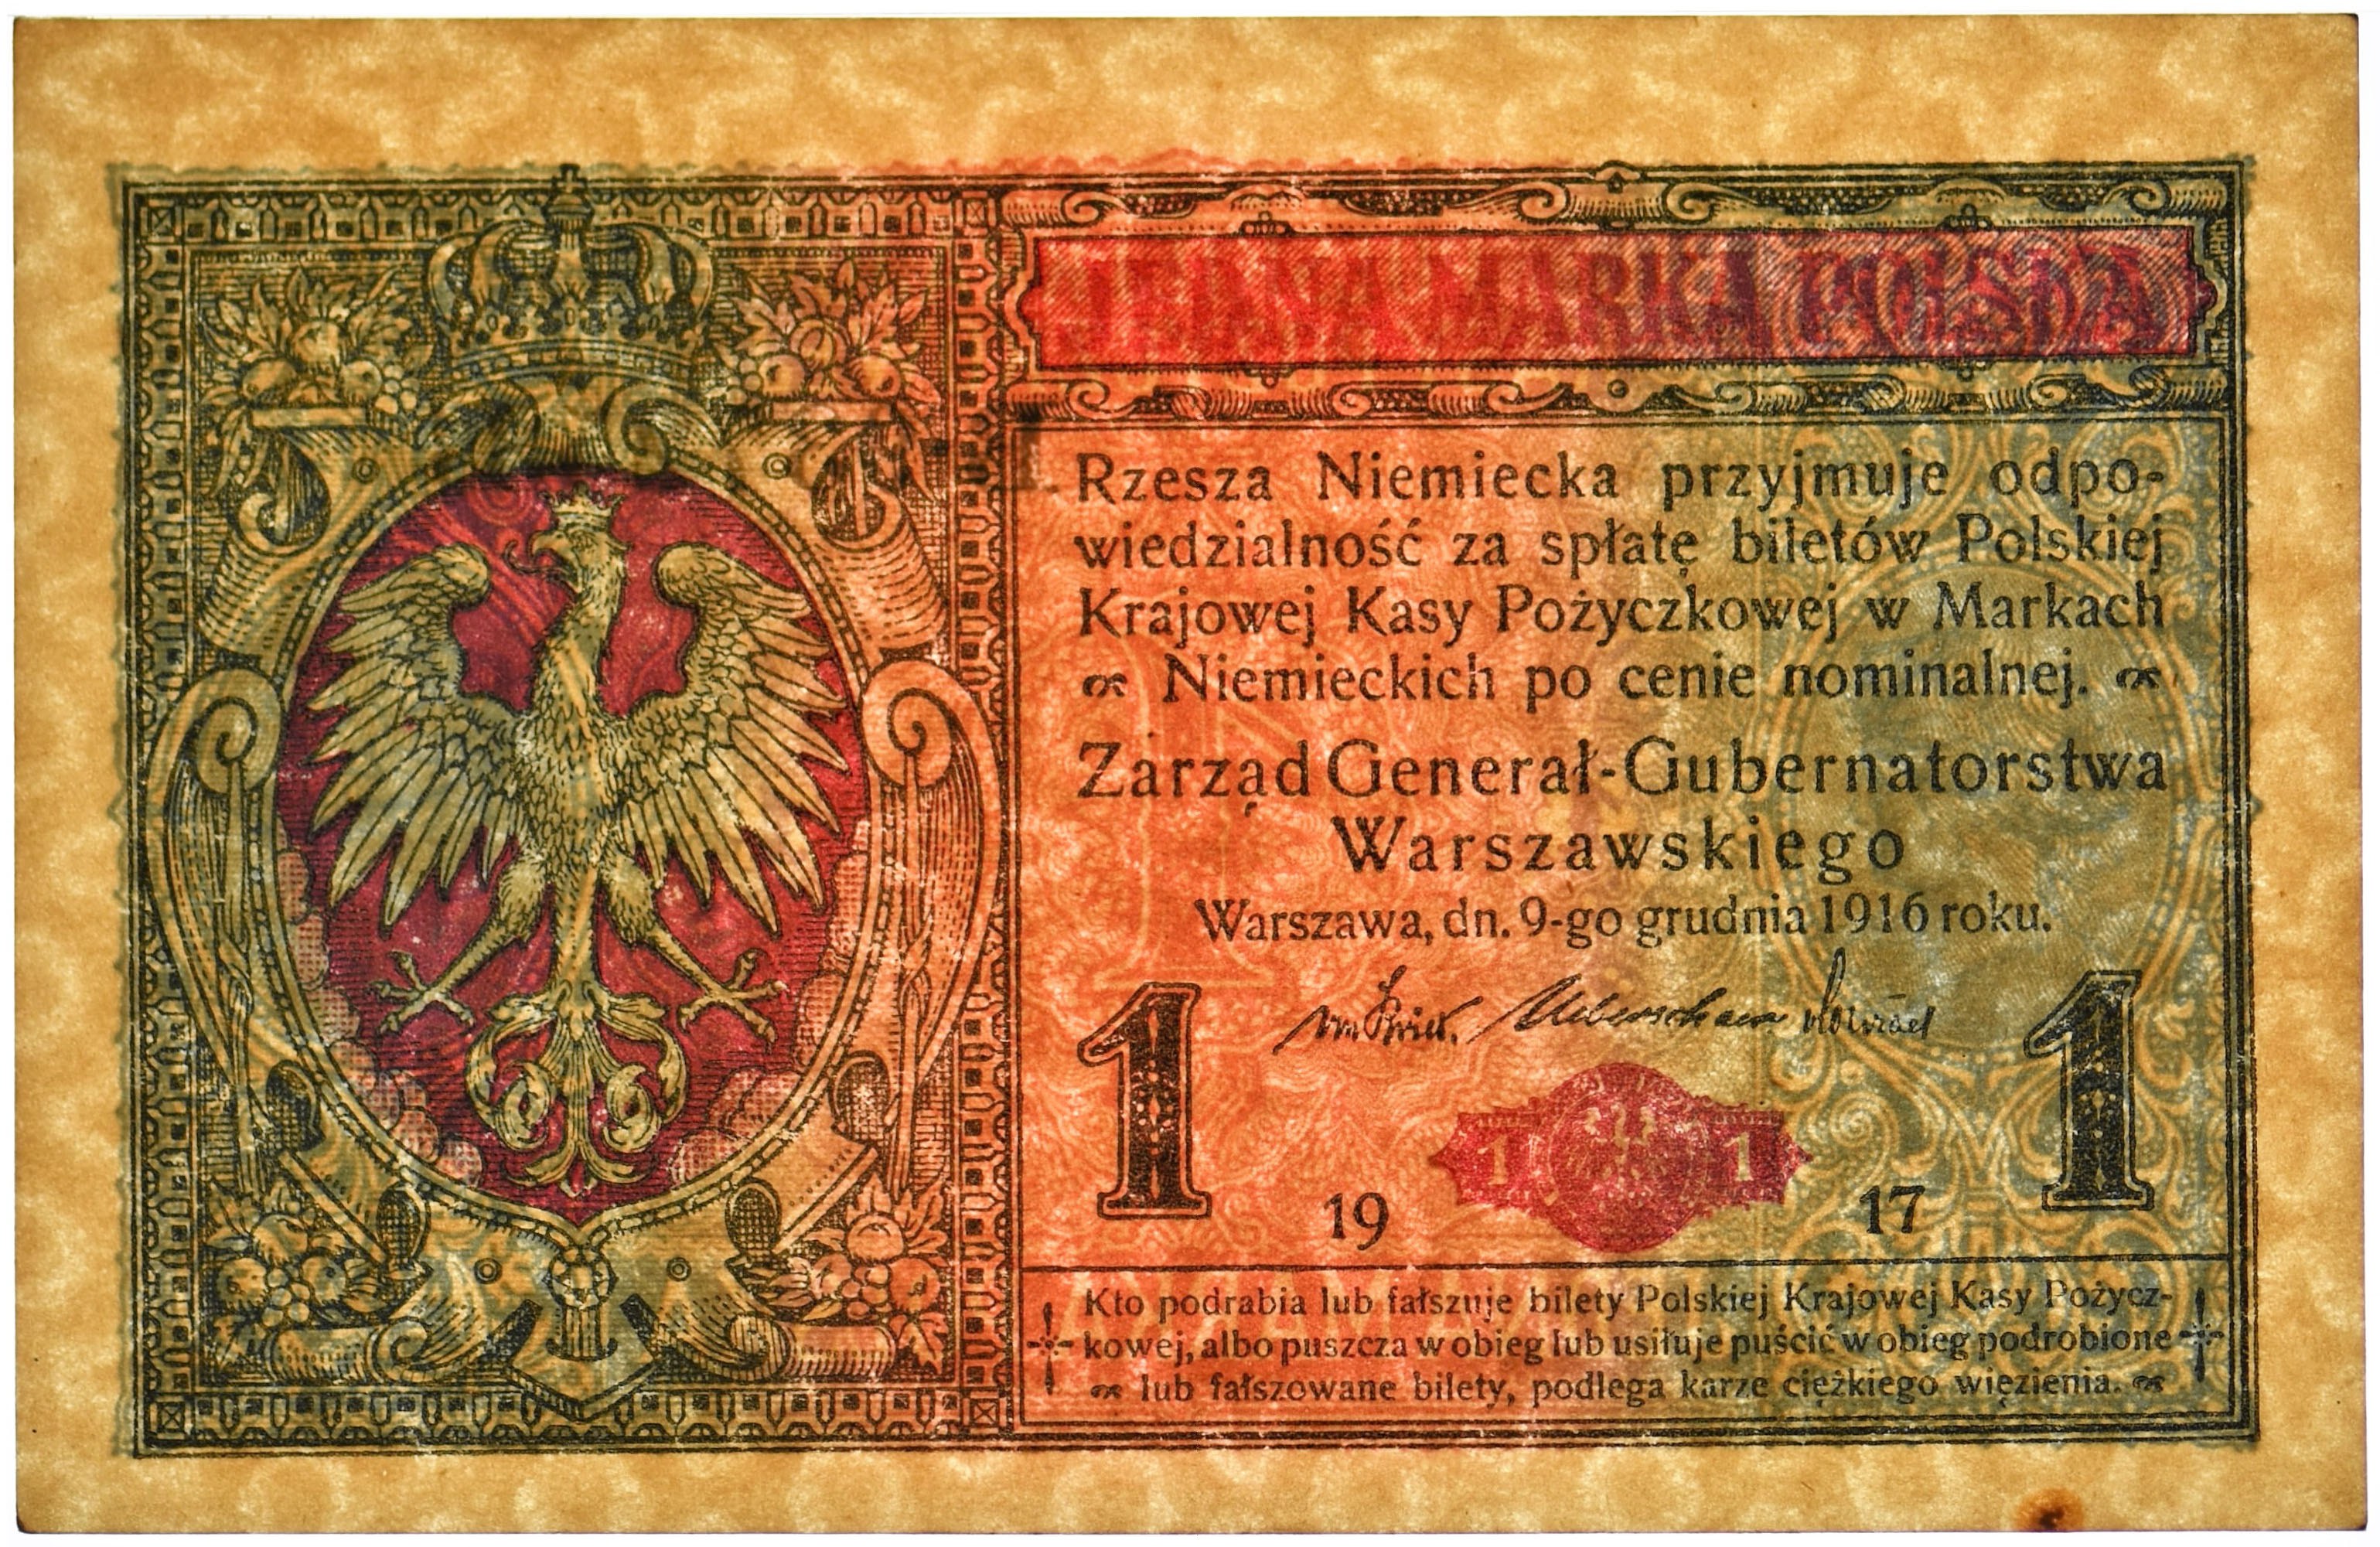 JEDNA MARKA POLSKA
Rzesza Niemiecka przyjmuje odpo-
wiedzialność za spłatę biletów Polskiej
Krajowej Kasy Pożyczkowej w Markach
Niemieckich po cenie nominalnej.
Zarząd Generał-Gubernatorstwa
Warszawskiego
Warszawa, dn. 9-go grudnia 1916 roku.
1 1
1 1
19 17
Kto podrabia lub fałszuje bilety Polskiej Krajowej Kasy Pożycz-
kowej, albo puszcza w obieg lub usiłuje puścić w obieg podrobione
lub fałszowane bilety, podlega karze ciężkiego więzienia.